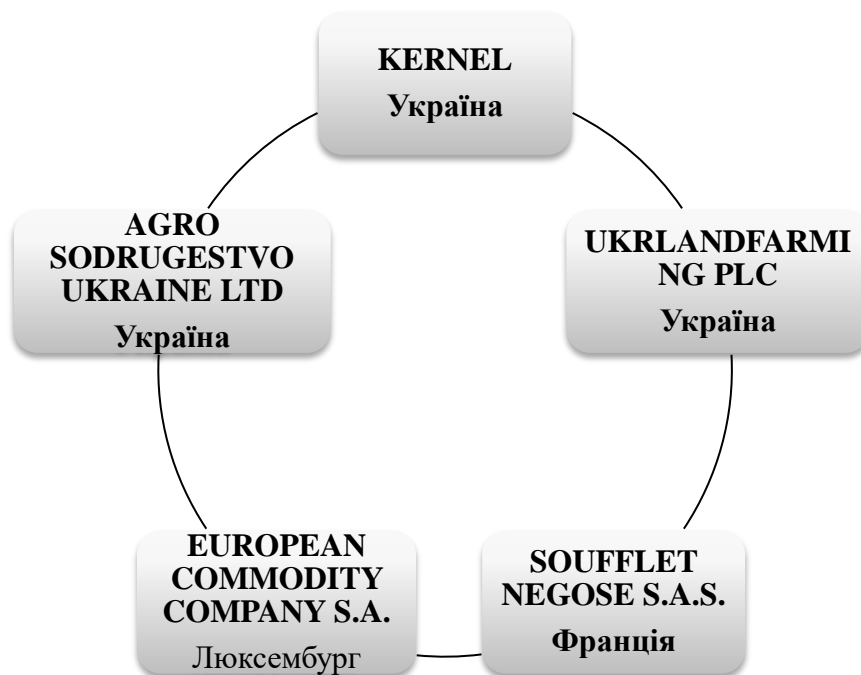 KERNEL
Україна
AGRO
SODRUGESTVO
UKRAINE LTD
Україна
UKRLANDFARMI
NG PLC
Україна
EUROPEAN
COMMODITY
COMPANY S.A.
Люксембург
SOUFFLET
NEGOSE S.A.S.
Франція